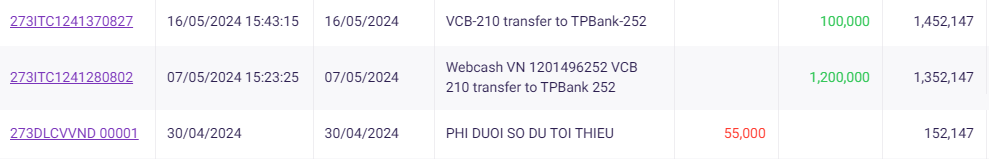 273ITC1241370827 16/05/2024 15:43:15 16/05/2024 VCB-210 transfer to TPBank-252 100,000 1,452,147
273ITC1241280802 07/05/2024 15:23:25 07/05/2024 Webcash VN 1201496252 VCB 1,200,000 1,352,147
210 transfer to TPBank 252
273DLCVVND 00001 30/04/2024 30/04/2024 PHI DUOI SO DU TOI THIEU 55,000 152,147